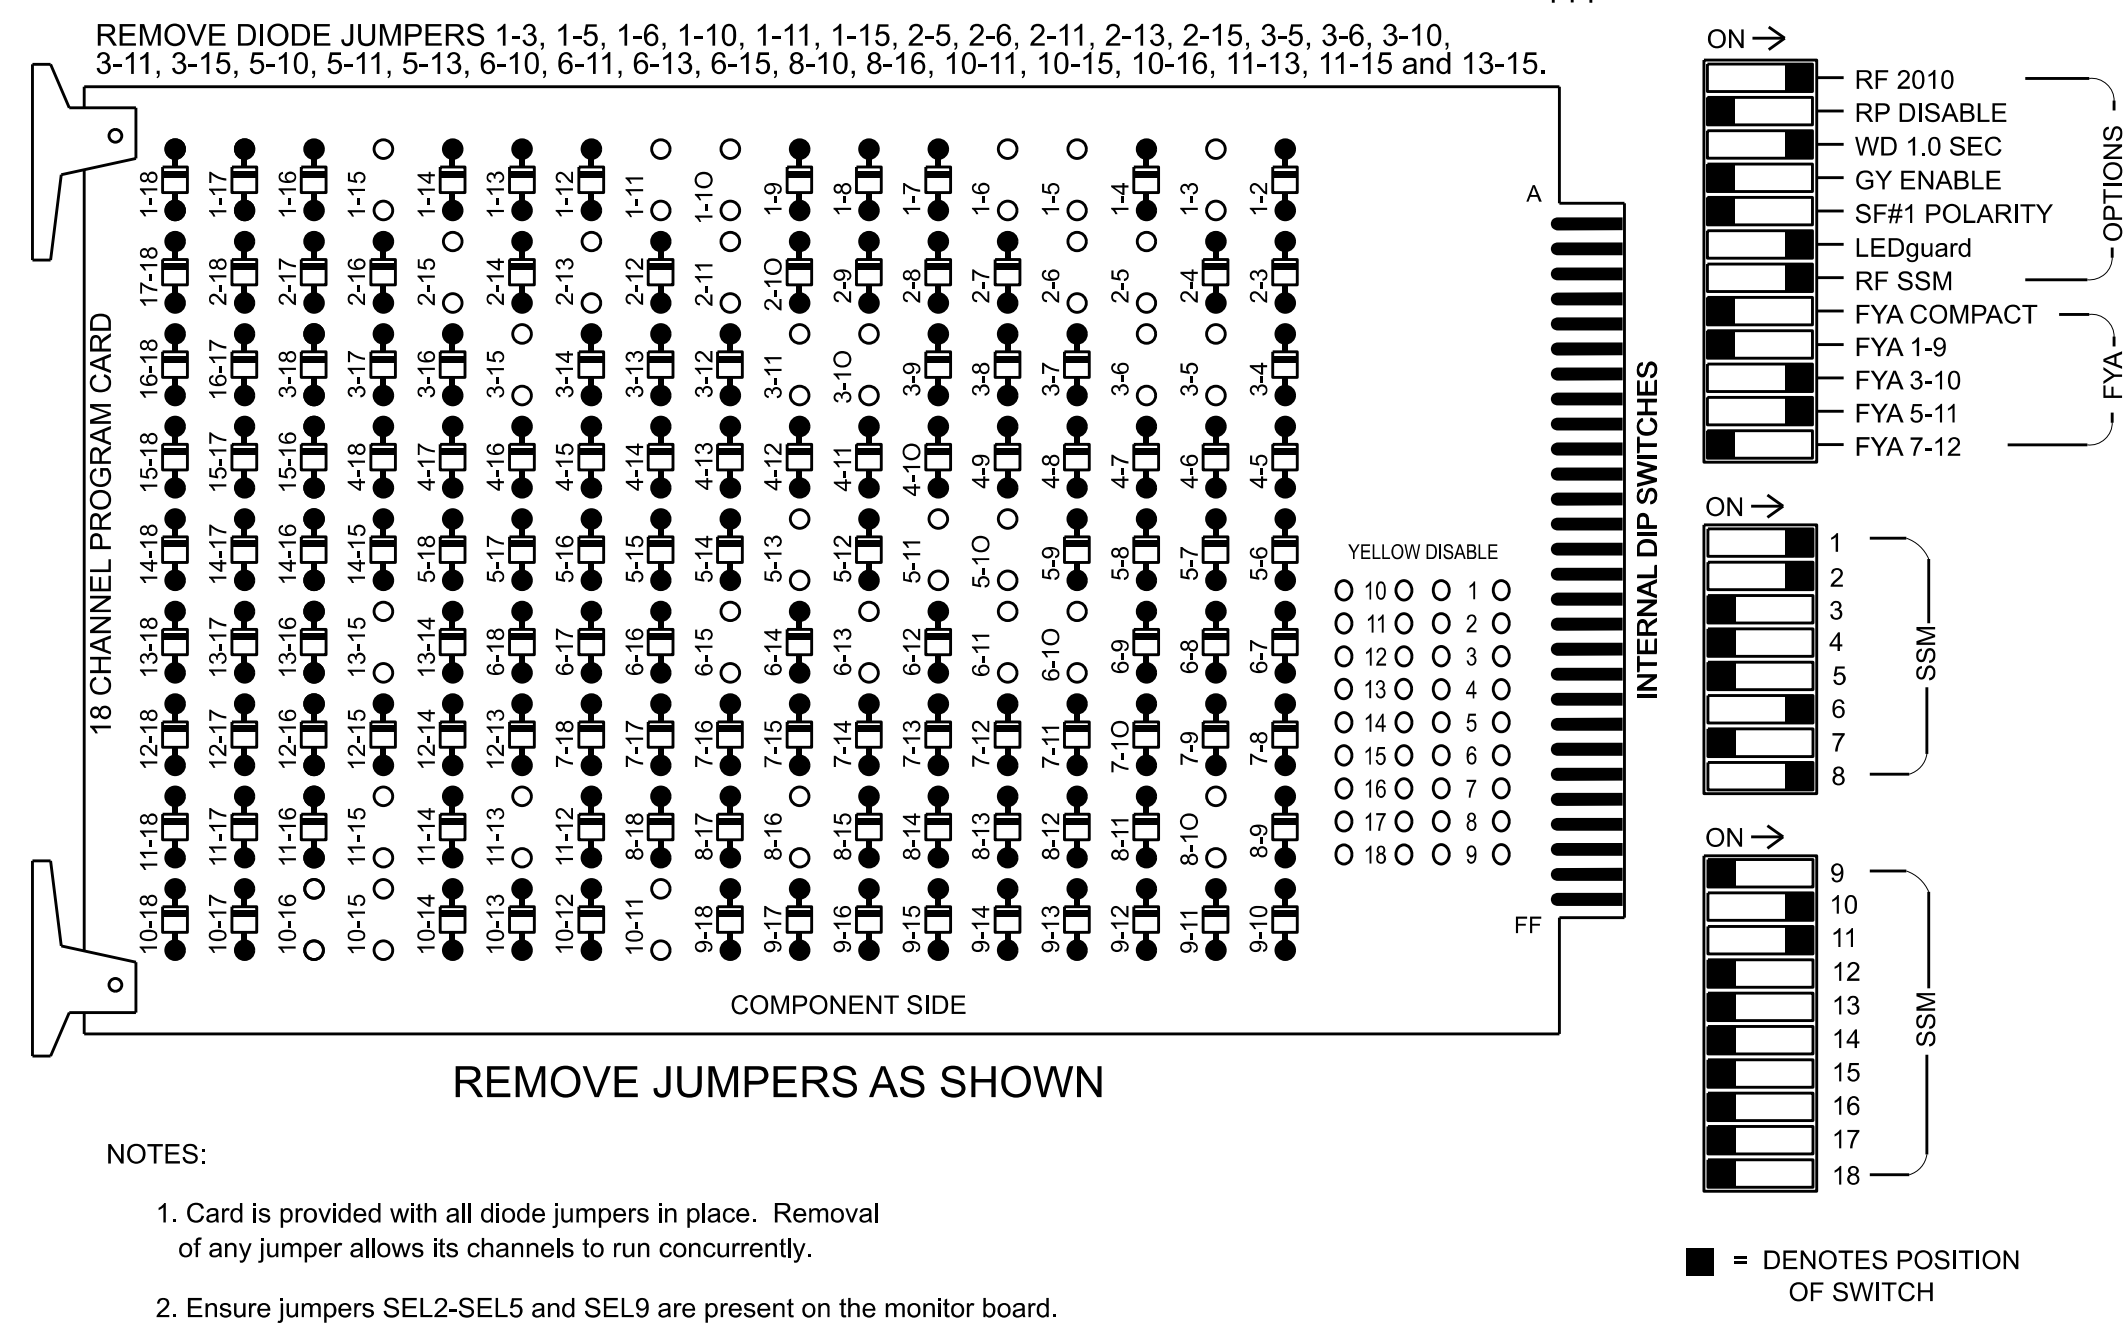 REMOVE DIODE JUMPERS 1-3, 1-5, 1-6, 1-10, 1-11, 1-15, 2-5, 2-6, 2-11, 2-13, 2-15, 3-5, 3-6, 3-10,
3-11, 3-15, 5-10, 5-11, 5-13, 6-10, 6-11, 6-13, 6-15, 8-10, 8-16, 10-11, 10-15, 10-16, 11-13, 11-15 and 13-15.
18 CHANNEL PROGRAM CARD
1-18 1-17 1-16 1-15 1-14 1-13 1-12 1-11 1-10 1-9 1-8 1-7 1-6 1-5 1-4 1-3 1-2
17-18 2-18 2-17 2-16 2-15 2-14 2-13 2-12 2-11 2-10 2-9 2-8 2-7 2-6 2-5 2-4 2-3
16-18 16-17 3-18 3-17 3-16 3-15 3-14 3-13 3-12 3-11 3-10 3-9 3-8 3-7 3-6 3-5 3-4
15-18 15-17 15-16 4-18 4-17 4-16 4-15 4-14 4-13 4-12 4-11 4-10 4-9 4-8 4-7 4-6 4-5
14-18 14-17 14-16 14-15 5-18 5-17 5-16 5-15 5-14 5-13 5-12 5-11 5-10 5-9 5-8 5-7 5-6
13-18 13-17 13-16 13-15 13-14 6-18 6-17 6-16 6-15 6-14 6-13 6-12 6-11 6-10 6-9 6-8 6-7
12-18 12-17 12-16 12-15 12-14 12-13 7-18 7-17 7-16 7-15 7-14 7-13 7-12 7-11 7-10 7-9 7-8
11-18 11-17 11-16 11-15 11-14 11-13 11-12 8-18 8-17 8-16 8-15 8-14 8-13 8-12 8-11 8-10 8-9
10-18 10-17 10-16 10-15 10-14 10-13 10-12 10-11 9-18 9-17 9-16 9-15 9-14 9-13 9-12 9-11 9-10
YELLOW DISABLE
10 1
11 2
12 3
13 4
14 5
15 6
16 7
17 8
18 9
A
FF
COMPONENT SIDE
INTERNAL DIP SWITCHES
ON
RF 2010
RP DISABLE
WD 1.0 SEC
GY ENABLE
SF#1 POLARITY
LEDguard
RF SSM
OPTIONS
FYA COMPACT
FYA 1-9
FYA 3-10
FYA 5-11
FYA 7-12
FYA
ON
1
2
3
4
5
6
7
8
SSM
ON
9
10
11
12
13
14
15
16
17
18
SSM
= DENOTES POSITION
OF SWITCH
REMOVE JUMPERS AS SHOWN
NOTES:
1. Card is provided with all diode jumpers in place. Removal
of any jumper allows its channels to run concurrently.
2. Ensure jumpers SEL2-SEL5 and SEL9 are present on the monitor board.